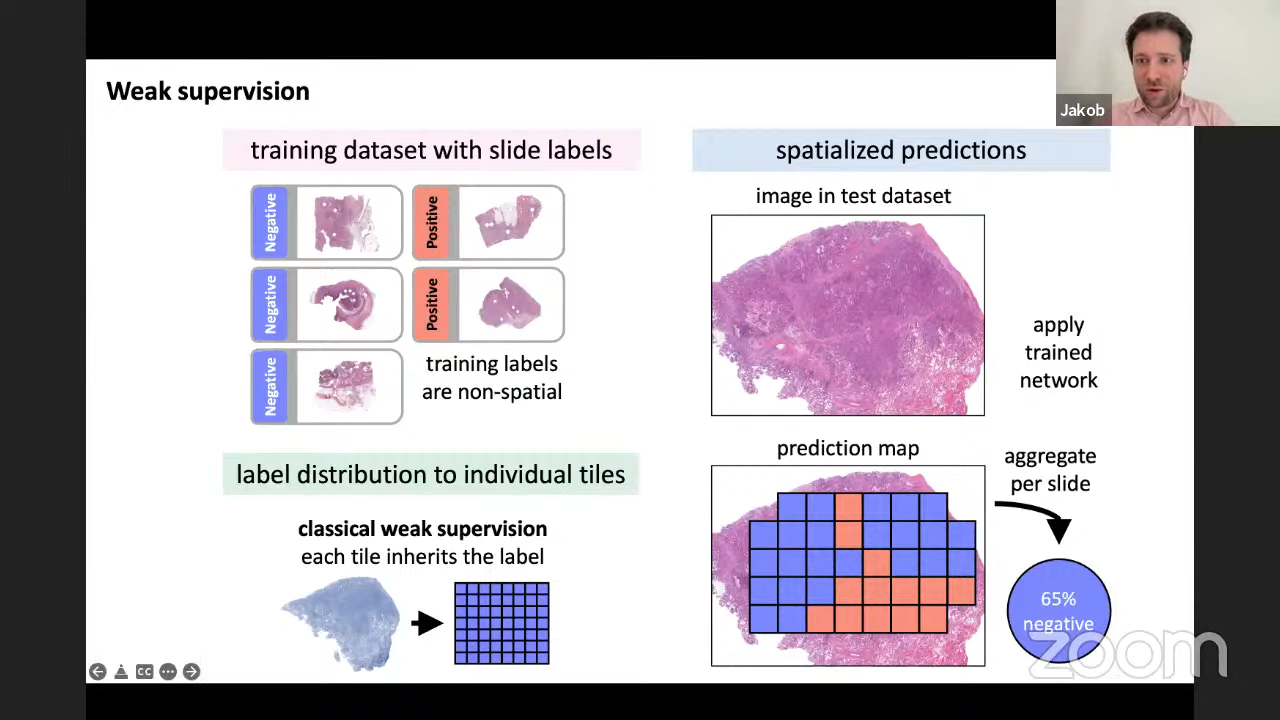 Weak supervision
Jakob
training dataset with slide labels
Negative
Positive
Negative
Positive
Negative
training labels
are non-spatial
label distribution to individual tiles
classical weak supervision
each tile inherits the label
spatialized predictions
image in test dataset
apply
trained
network
prediction map
aggregate
per slide
65%
negative
CC
zoom